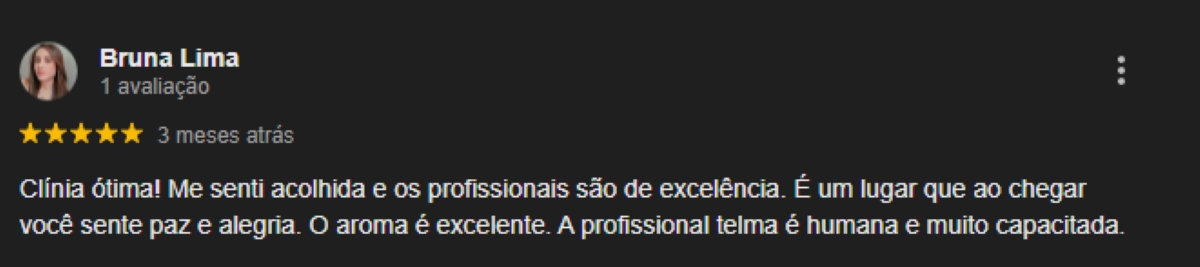 Bruna Lima
1 avaliação
3 meses atrás
Clínia ótima! Me senti acolhida e os profissionais são de excelência. É um lugar que ao chegar
você sente paz e alegria. O aroma é excelente. A profissional telma é humana e muito capacitada.